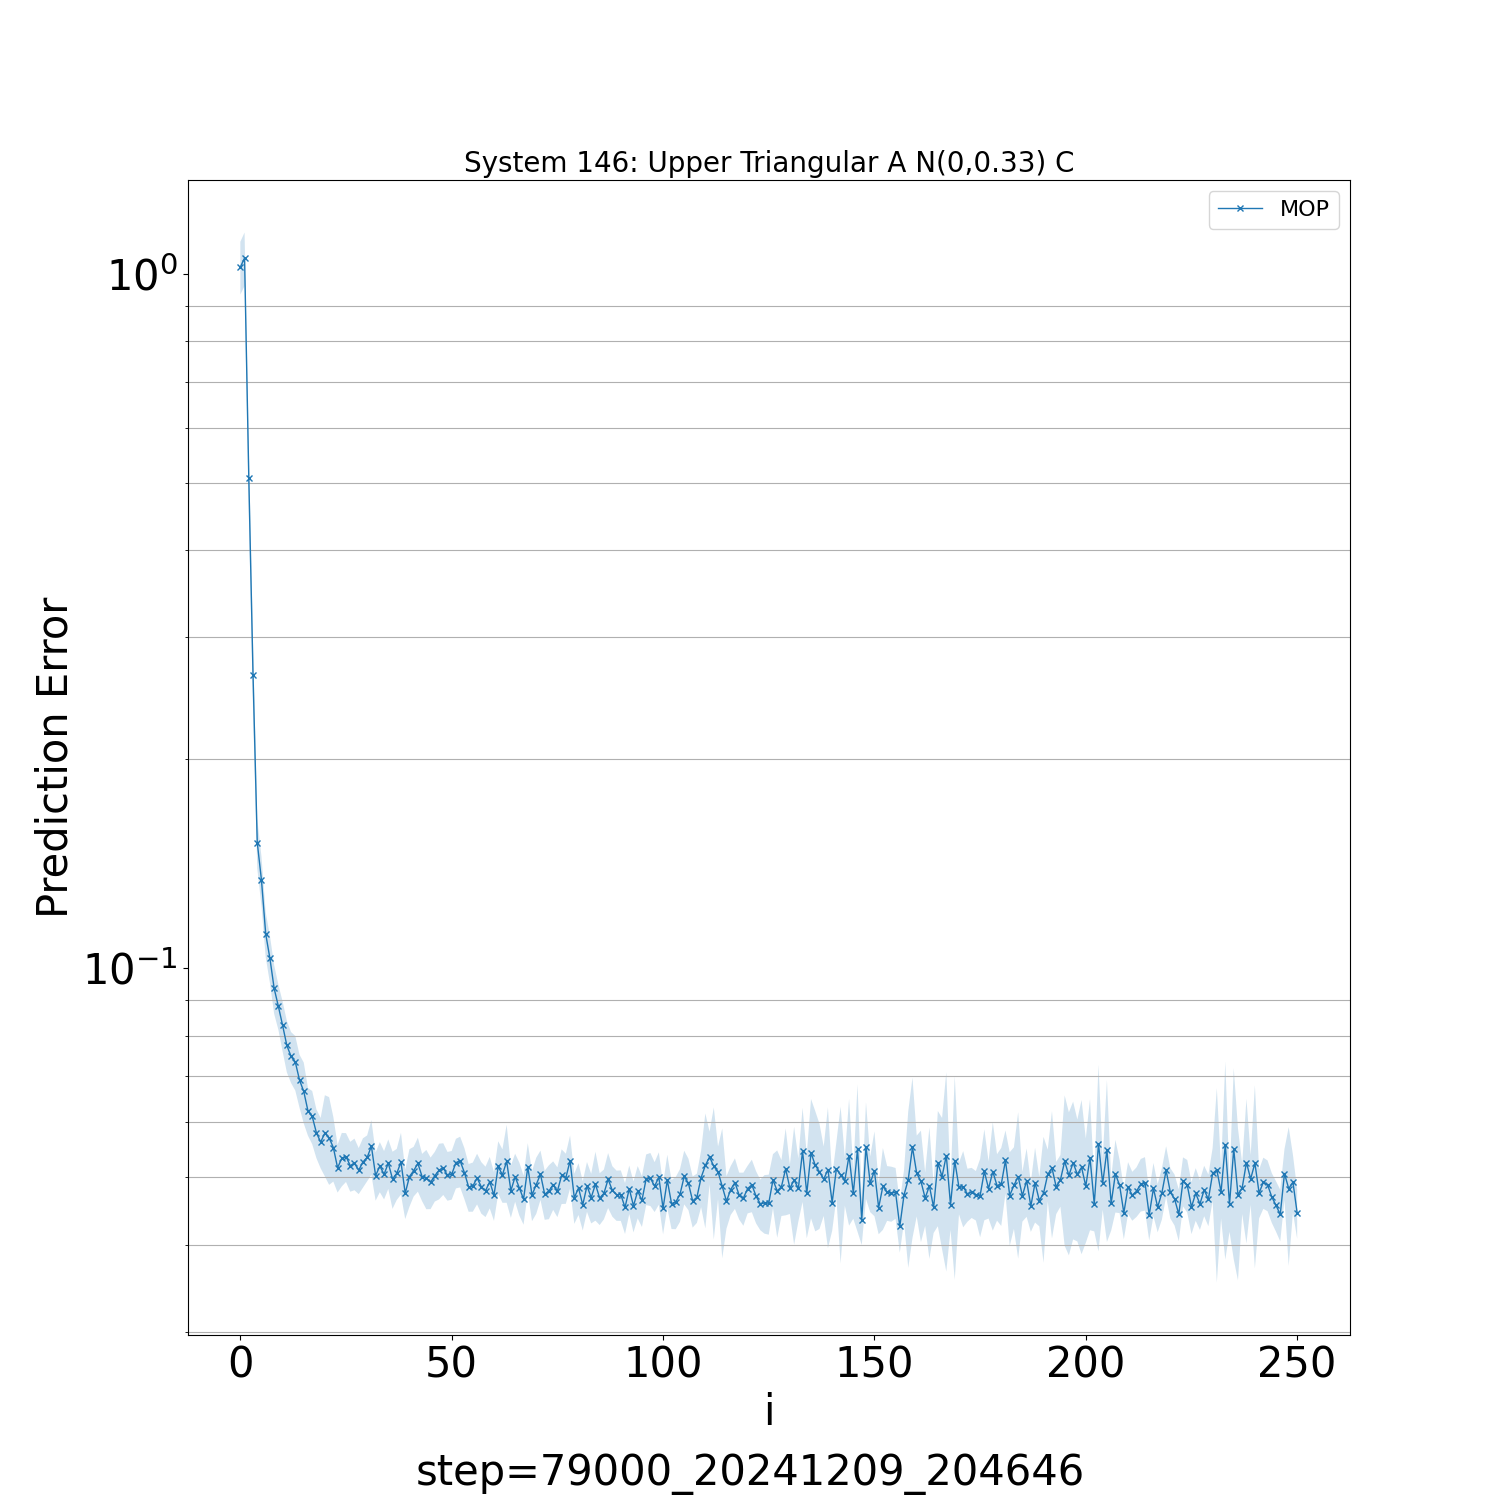 System 146: Upper Triangular A N(0,0.33) C
MOP
10⁰
Prediction Error
10⁻¹
0 50 100 150 200 250
i
step=79000_20241209_204646